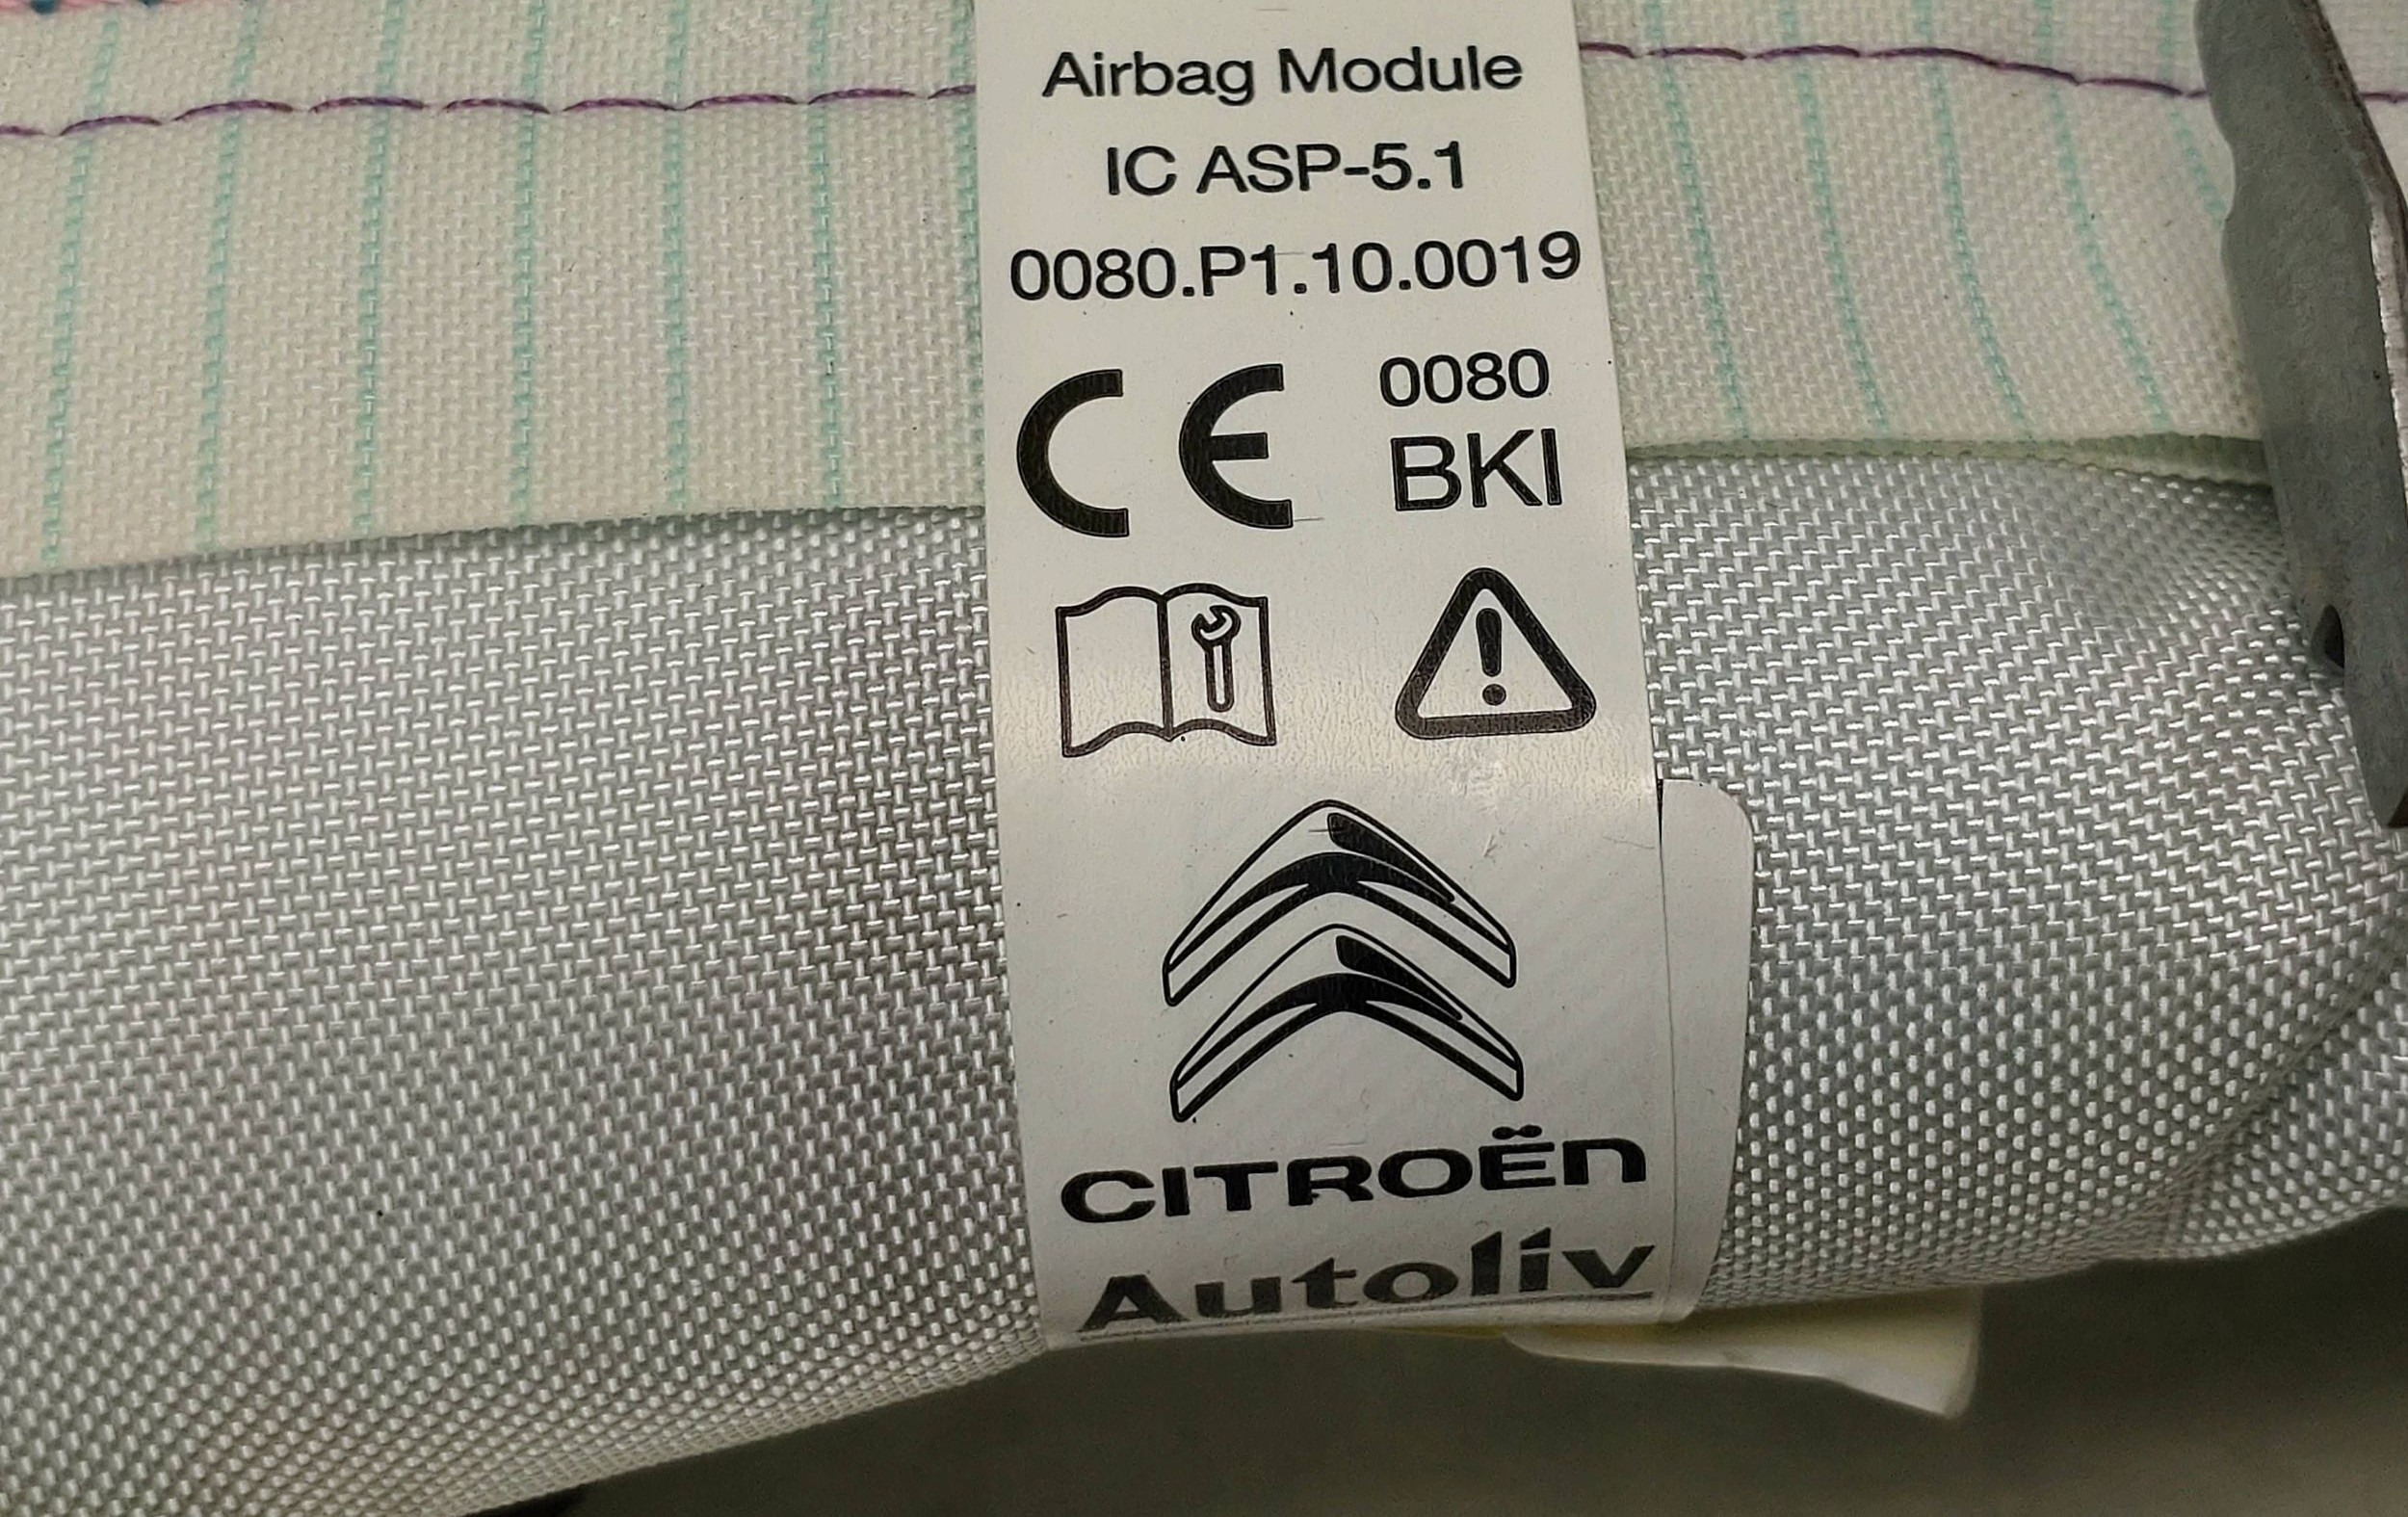 Airbag Module
IC ASP-5.1
0080.P1.10.0019
CE 0080
BKI
CITROËN
Autoliv